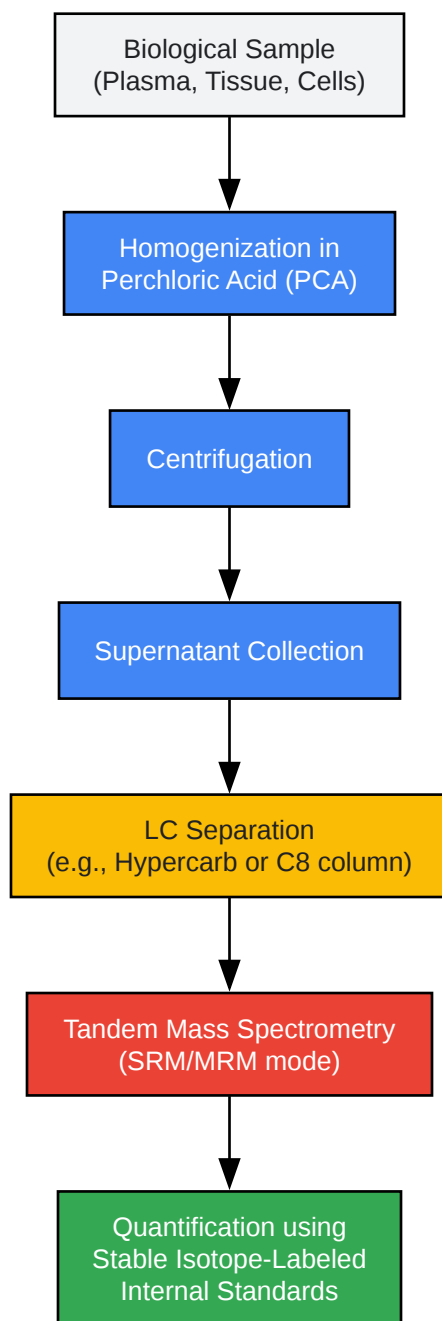 Biological Sample
(Plasma, Tissue, Cells)
Homogenization in
Perchloric Acid (PCA)
Centrifugation
Supernatant Collection
LC Separation
(e.g., Hypercarb or C8 column)
Tandem Mass Spectrometry
(SRM/MRM mode)
Quantification using
Stable Isotope-Labeled
Internal Standards